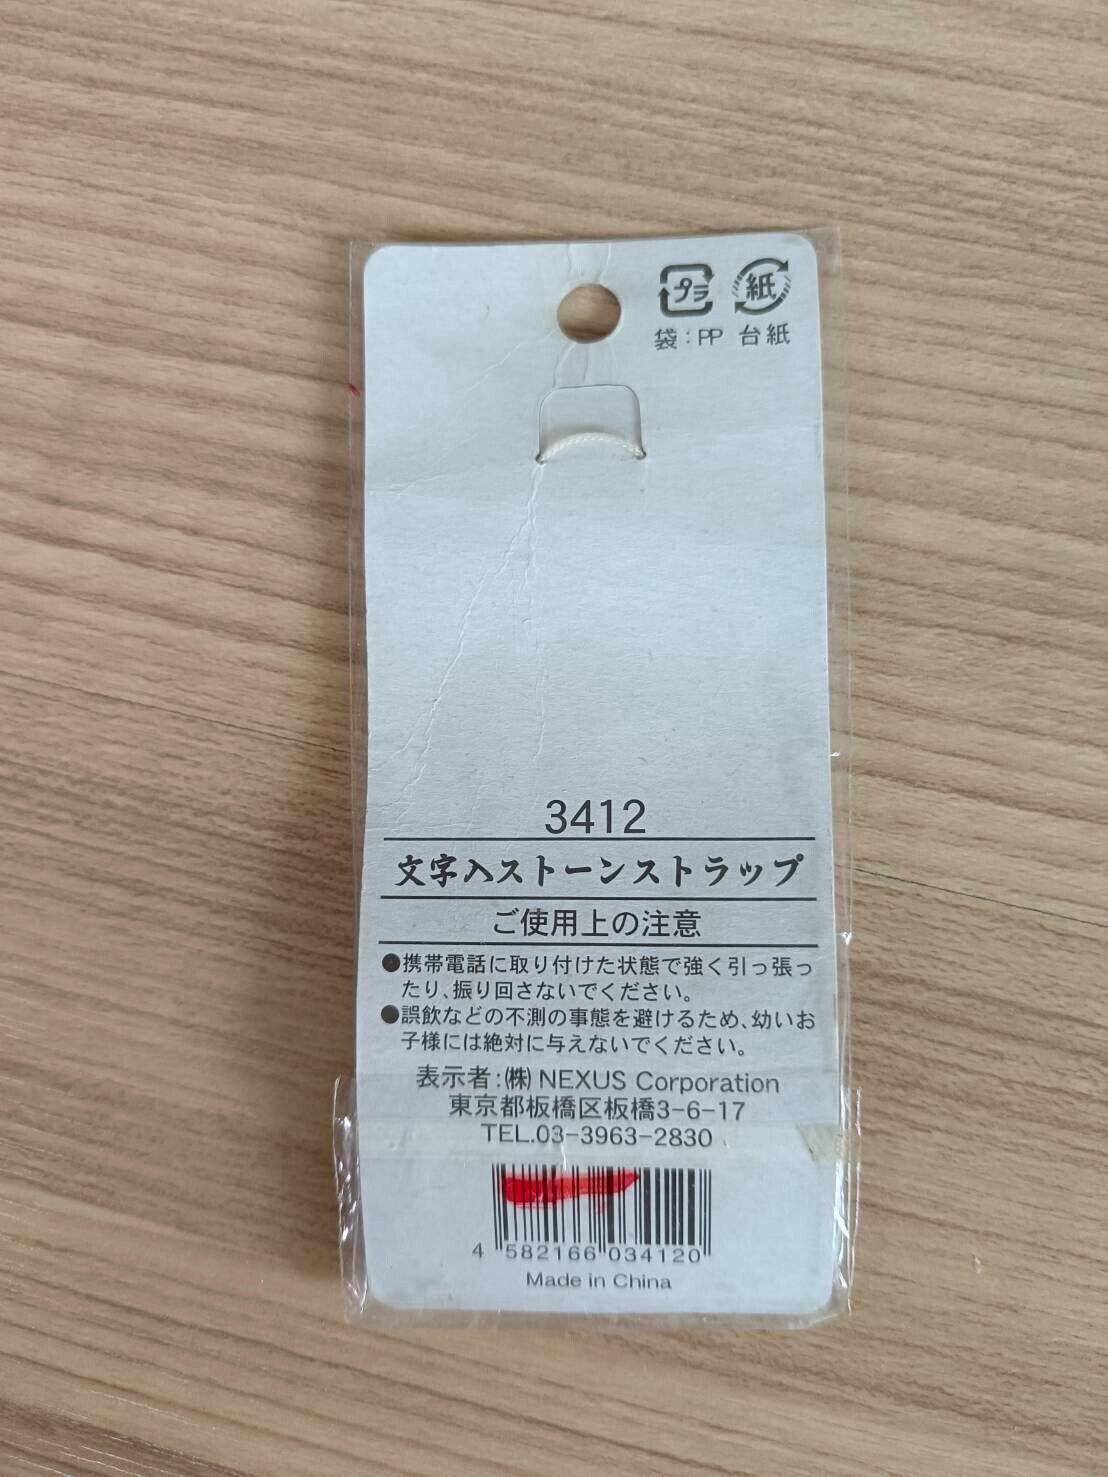 プラ 紙
袋:PP 台紙
3412
文字入ストーンストラップ
ご使用上の注意
●携帯電話に取り付けた状態で強く引っ張っ
たり、振り回さないでください。
●誤飲などの不測の事態を避けるため、幼いお
子様には絶対に与えないでください。
表示者:㈱ NEXUS Corporation
東京都板橋区板橋3-6-17
TEL.03-3963-2830
4 582166 034120
Made in China